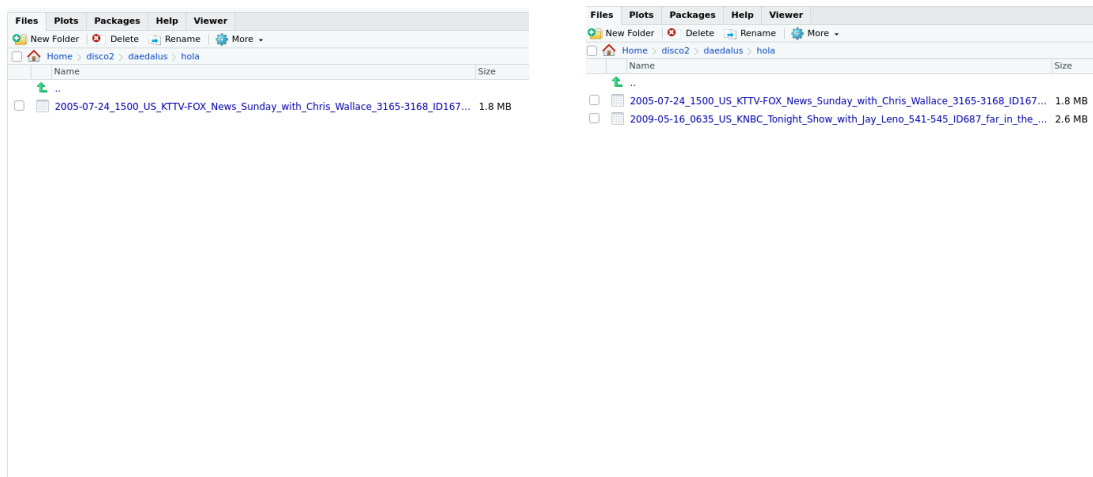 Files Plots Packages Help Viewer
New Folder Delete Rename More
Home disco2 daedalus hola
Name Size
..
2005-07-24_1500_US_KTTV-FOX_News_Sunday_with_Chris_Wallace_3165-3168_ID167... 1.8 MB
Files Plots Packages Help Viewer
New Folder Delete Rename More
Home disco2 daedalus hola
Name Size
..
2005-07-24_1500_US_KTTV-FOX_News_Sunday_with_Chris_Wallace_3165-3168_ID167... 1.8 MB
2009-05-16_0635_US_KNBC_Tonight_Show_with_Jay_Leno_541-545_ID687_far_in_the_... 2.6 MB